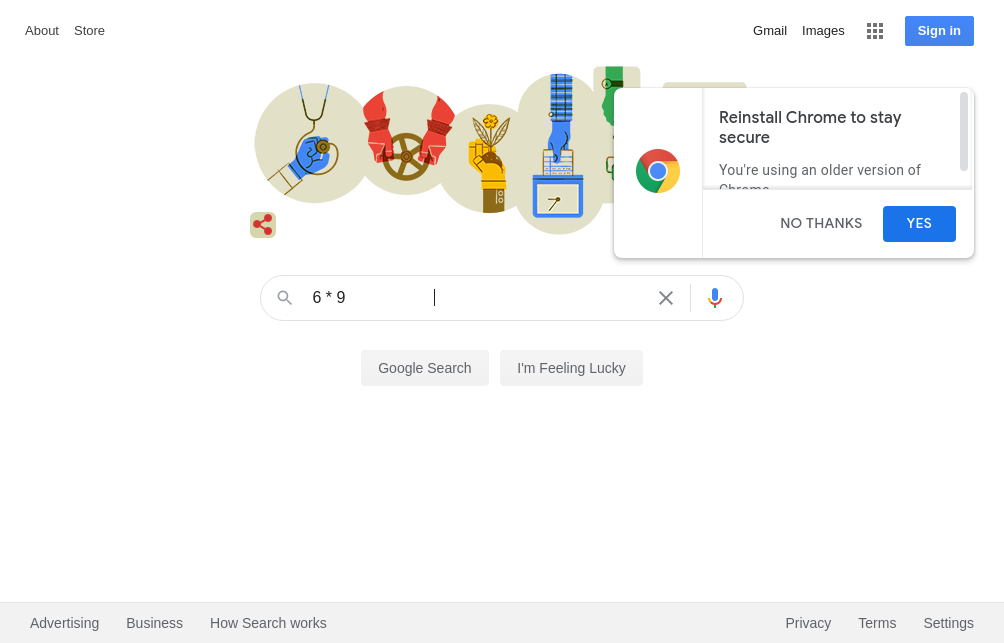 About Store Gmail Images Sign in
Reinstall Chrome to stay
secure
You're using an older version of
Chrome
NO THANKS YES
6 * 9
Google Search I'm Feeling Lucky
Advertising Business How Search works Privacy Terms Settings